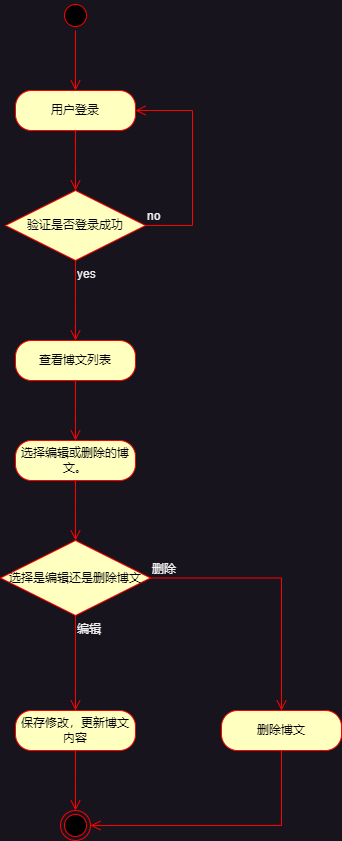 用户登录
验证是否登录成功
no
yes
查看博文列表
选择编辑或删除的博
文。
选择是编辑还是删除博文
删除
编辑
保存修改，更新博文
内容
删除博文